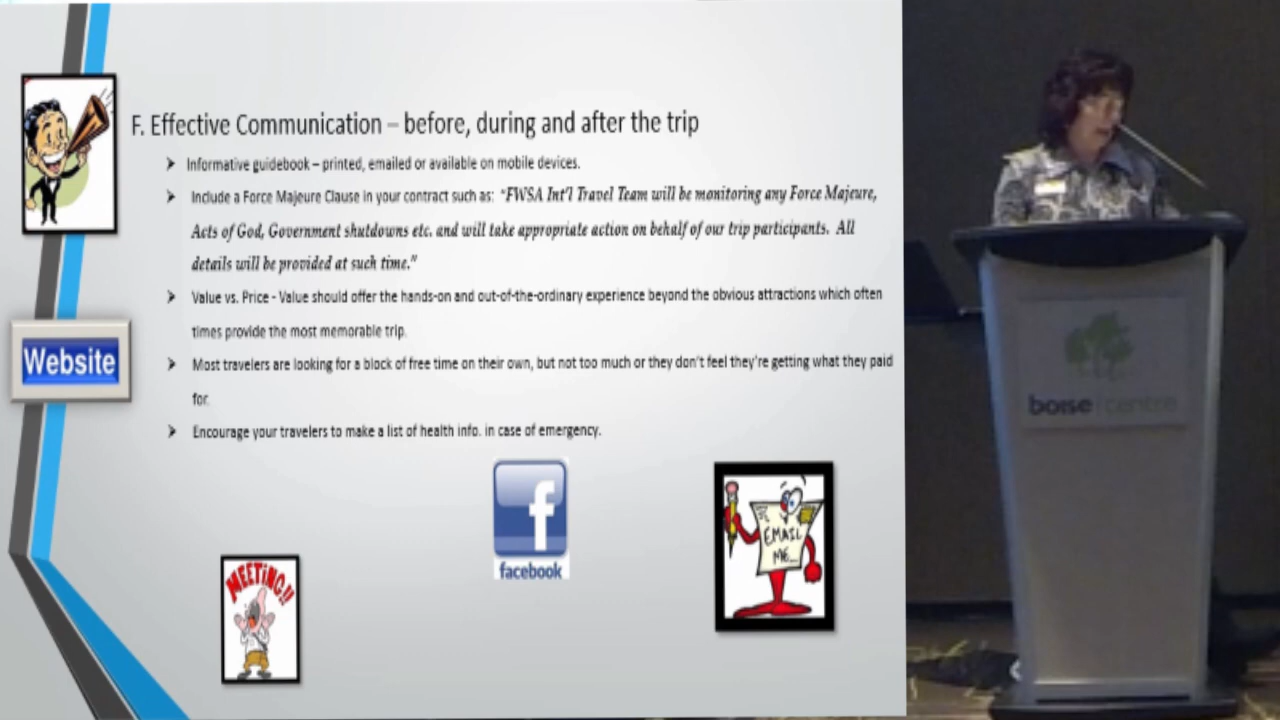 F. Effective Communication – before, during and after the trip
➤ Informative guidebook – printed, emailed or available on mobile devices.
➤ Include a Force Majeure Clause in your contract such as: "FWSA Int'l Travel Team will be monitoring any Force Majeure,
Acts of God, Government shutdowns etc. and will take appropriate action on behalf of our trip participants. All
details will be provided at such time."
➤ Value vs. Price - Value should offer the hands-on and out-of-the-ordinary experience beyond the obvious attractions which often
times provide the most memorable trip.
Website
➤ Most travelers are looking for a block of free time on their own, but not too much or they don't feel they're getting what they paid
for.
➤ Encourage your travelers to make a list of health info. in case of emergency.
f
facebook
EMAIL
ME...
MEETING!!
boise centre